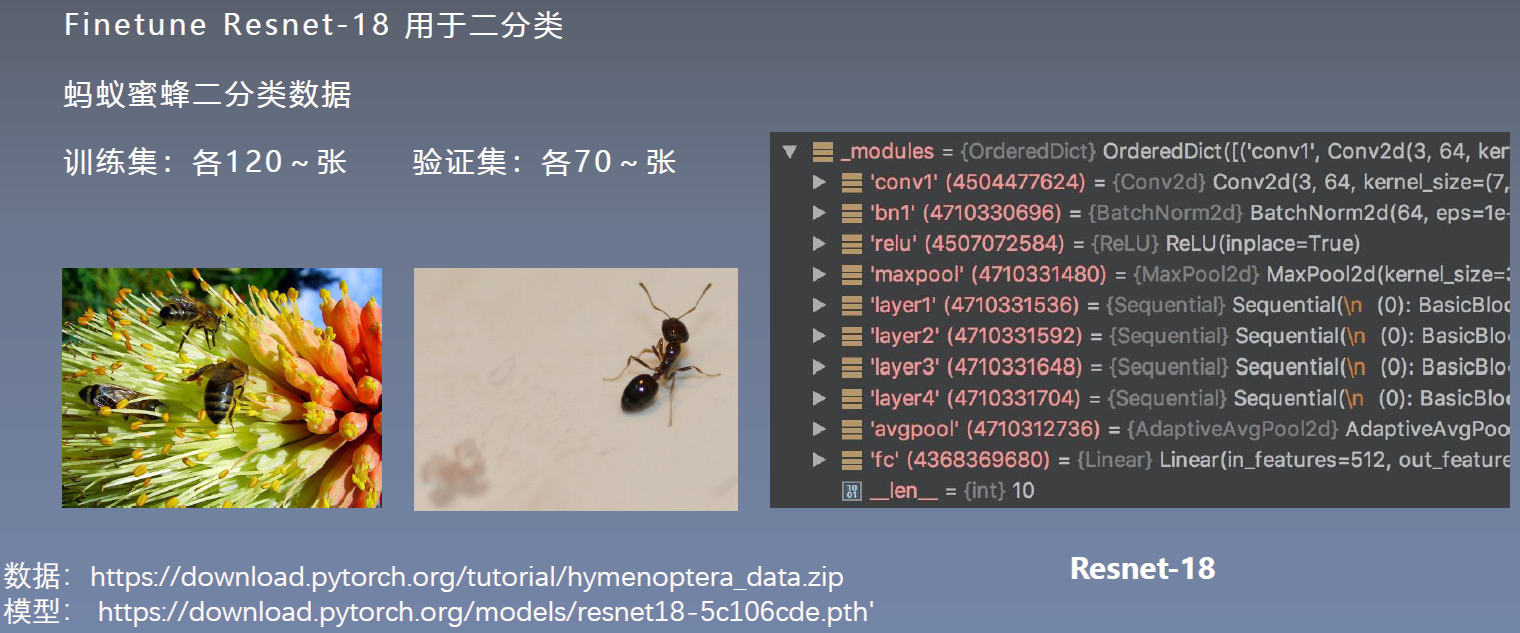 Finetune Resnet-18 用于二分类
蚂蚁蜜蜂二分类数据
训练集：各120～张 验证集：各70～张
_modules = {OrderedDict} OrderedDict([('conv1', Conv2d(3, 64, ker
'conv1' (4504477624) = {Conv2d} Conv2d(3, 64, kernel_size=(7,
'bn1' (4710330696) = {BatchNorm2d} BatchNorm2d(64, eps=1e-
'relu' (4507072584) = {ReLU} ReLU(inplace=True)
'maxpool' (4710331480) = {MaxPool2d} MaxPool2d(kernel_size=3
'layer1' (4710331536) = {Sequential} Sequential(\n (0): BasicBloc
'layer2' (4710331592) = {Sequential} Sequential(\n (0): BasicBlo
'layer3' (4710331648) = {Sequential} Sequential(\n (0): BasicBlo
'layer4' (4710331704) = {Sequential} Sequential(\n (0): BasicBloc
'avgpool' (4710312736) = {AdaptiveAvgPool2d} AdaptiveAvgPoo
'fc' (4368369680) = {Linear} Linear(in_features=512, out_feature
__len__ = {int} 10
Resnet-18
数据： https://download.pytorch.org/tutorial/hymenoptera_data.zip
模型： https://download.pytorch.org/models/resnet18-5c106cde.pth'